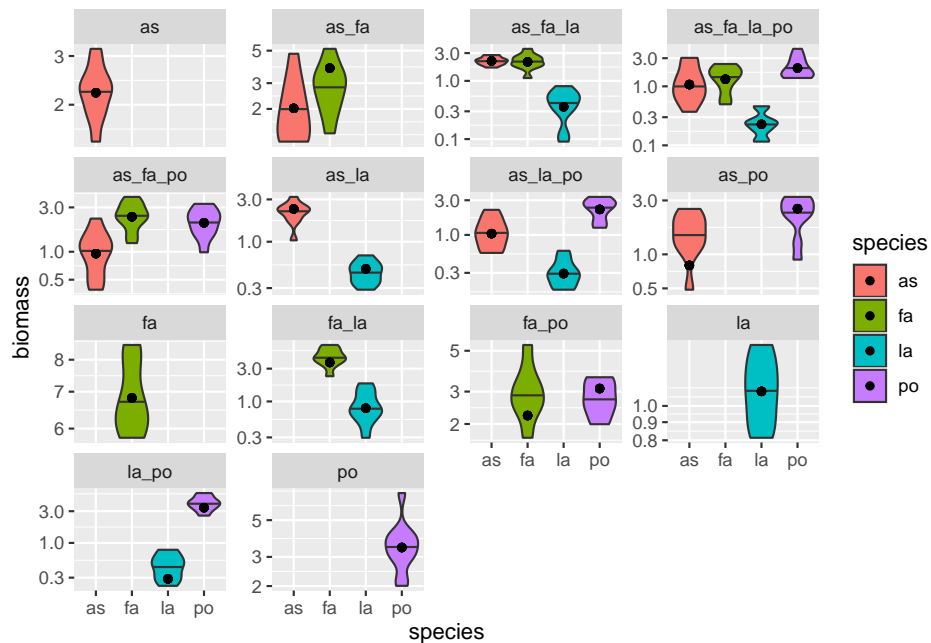 as
as_fa
as_fa_la
as_fa_la_po
3
2
5
3
2
3.0
1.0
0.3
0.1
3.0
1.0
0.3
0.1
as_fa_po
as_la
as_la_po
as_po
3.0
1.0
0.5
3.0
1.0
0.3
3.0
1.0
0.3
3.0
1.0
0.5
fa
fa_la
fa_po
la
8
7
6
3.0
1.0
0.3
5
3
2
1.0
0.9
0.8
as fa la po
as fa la po
la_po
po
3.0
1.0
0.3
5
3
2
as fa la po
as fa la po
species
biomass
species
as
fa
la
po